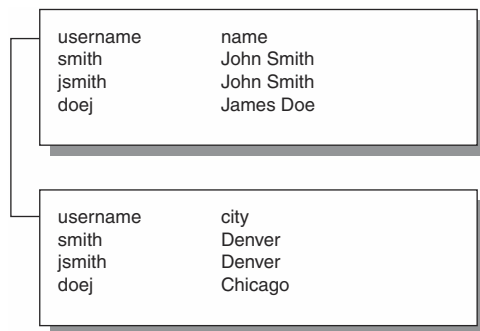 username name
smith John Smith
jsmith John Smith
doej James Doe
username city
smith Denver
jsmith Denver
doej Chicago